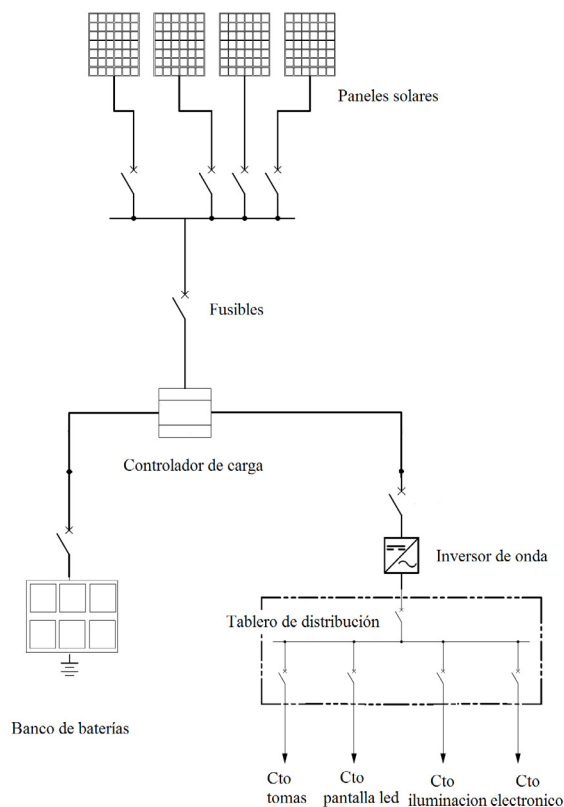 Paneles solares
Fusibles
Controlador de carga
Inversor de onda
Tablero de distribución
Banco de baterías
Cto
tomas
Cto
pantalla led
Cto
iluminacion
Cto
electronico